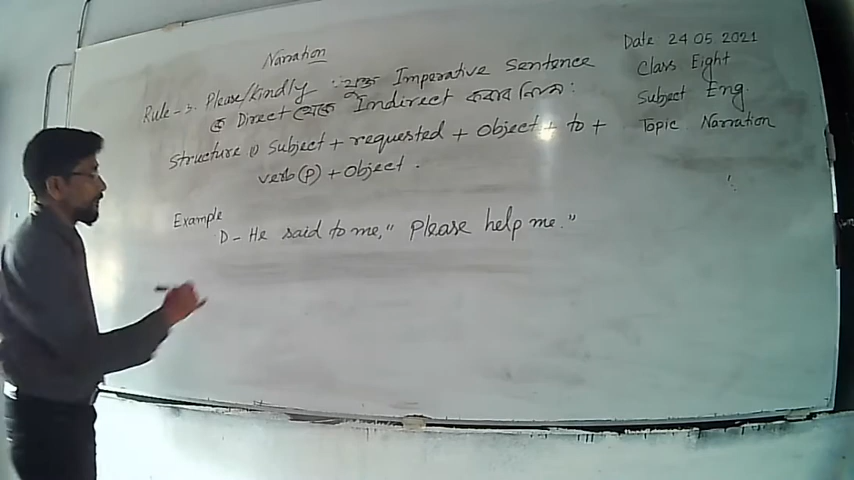 Narration
Rule-3. Please/kindly যুক্ত Imperative Sentence
কে Direct থেকে Indirect করার নিয়ম:
Structure ① Subject + requested + Object + to +
verb (P) + Object.
Example
D - He said to me, " Please help me."
Date 24 05 2021
Class Eight
Subject Eng.
Topic Narration